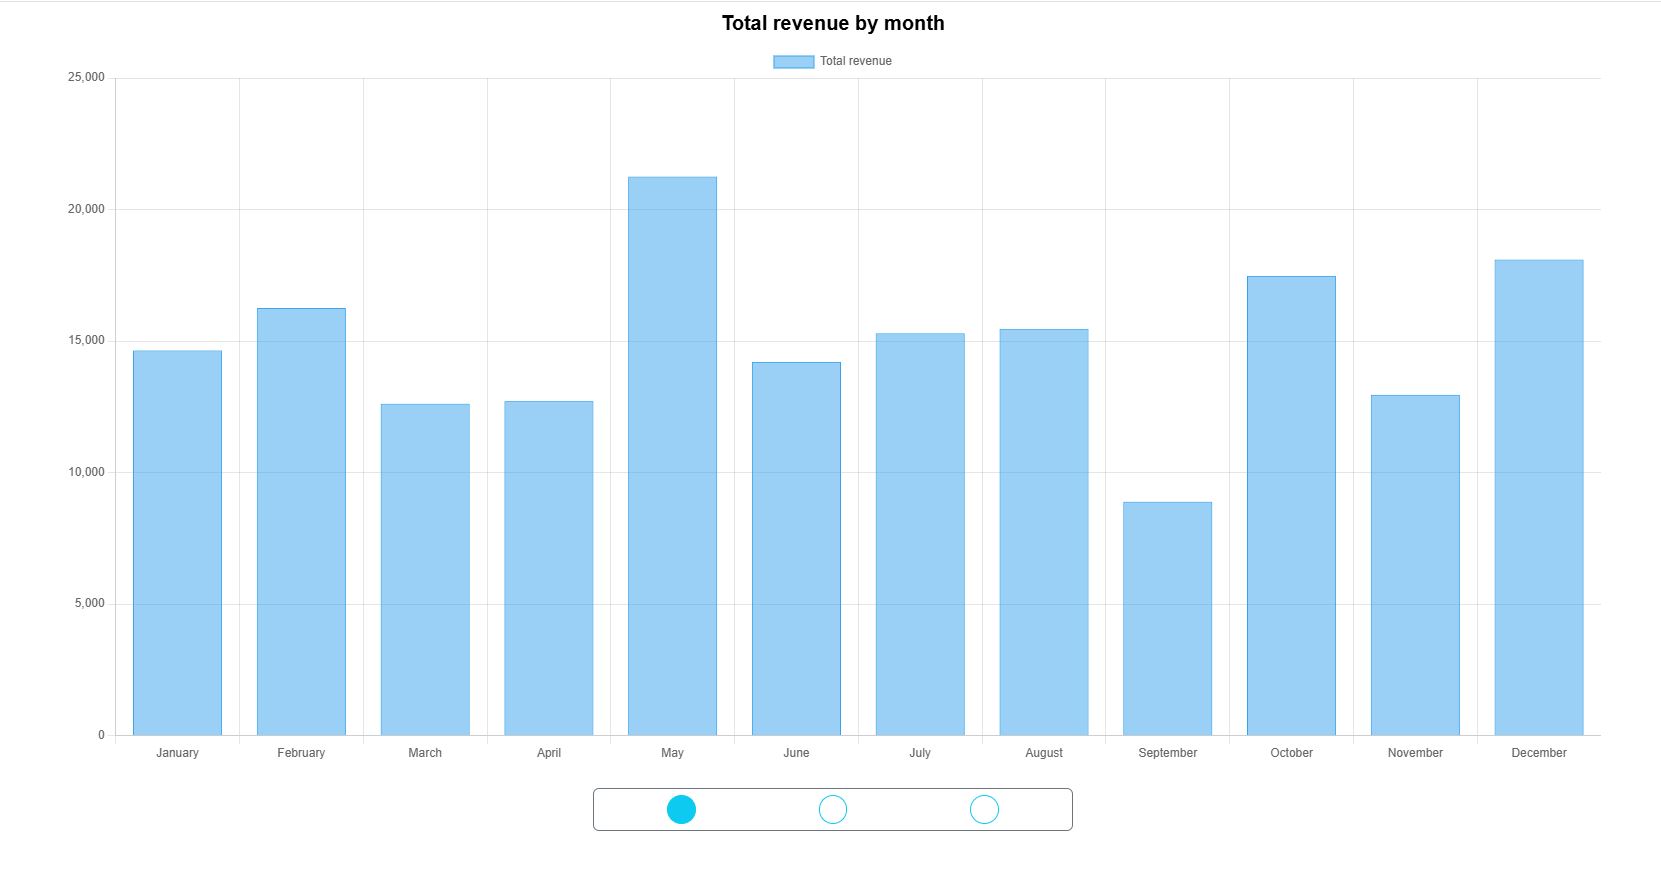 Total revenue by month
Total revenue
25,000
20,000
15,000
10,000
5,000
0
January February March April May June July August September October November December